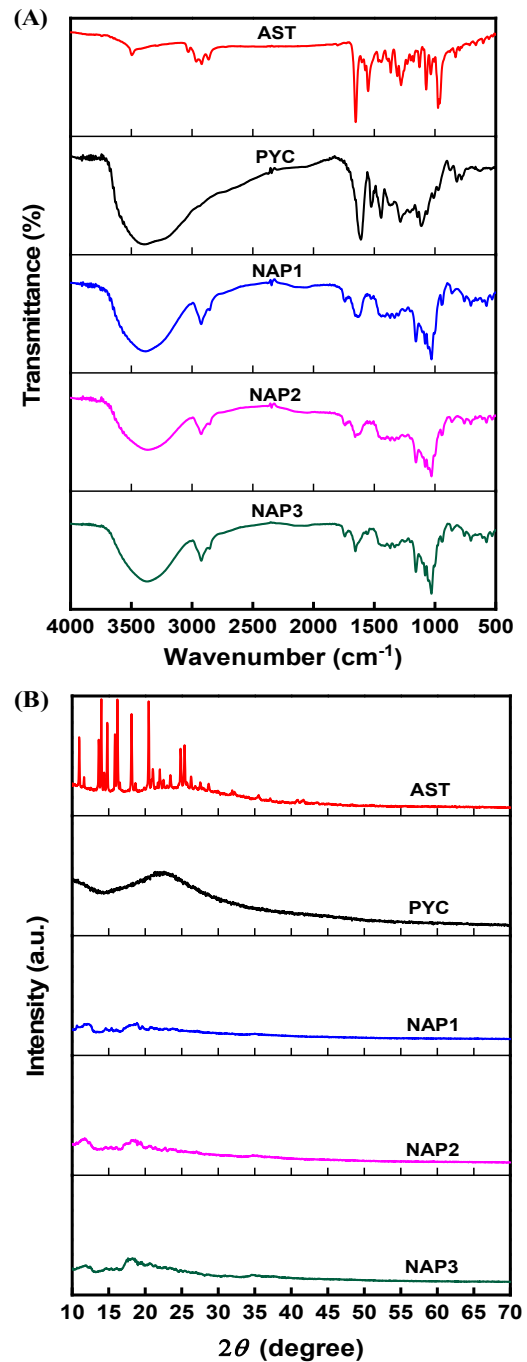 (A)
AST
PYC
NAP1
NAP2
NAP3
Transmittance (%)
4000 3500 3000 2500 2000 1500 1000 500
Wavenumber (cm⁻¹)
(B)
AST
PYC
NAP1
NAP2
NAP3
Intensity (a.u.)
10 15 20 25 30 35 40 45 50 55 60 65 70
2θ (degree)